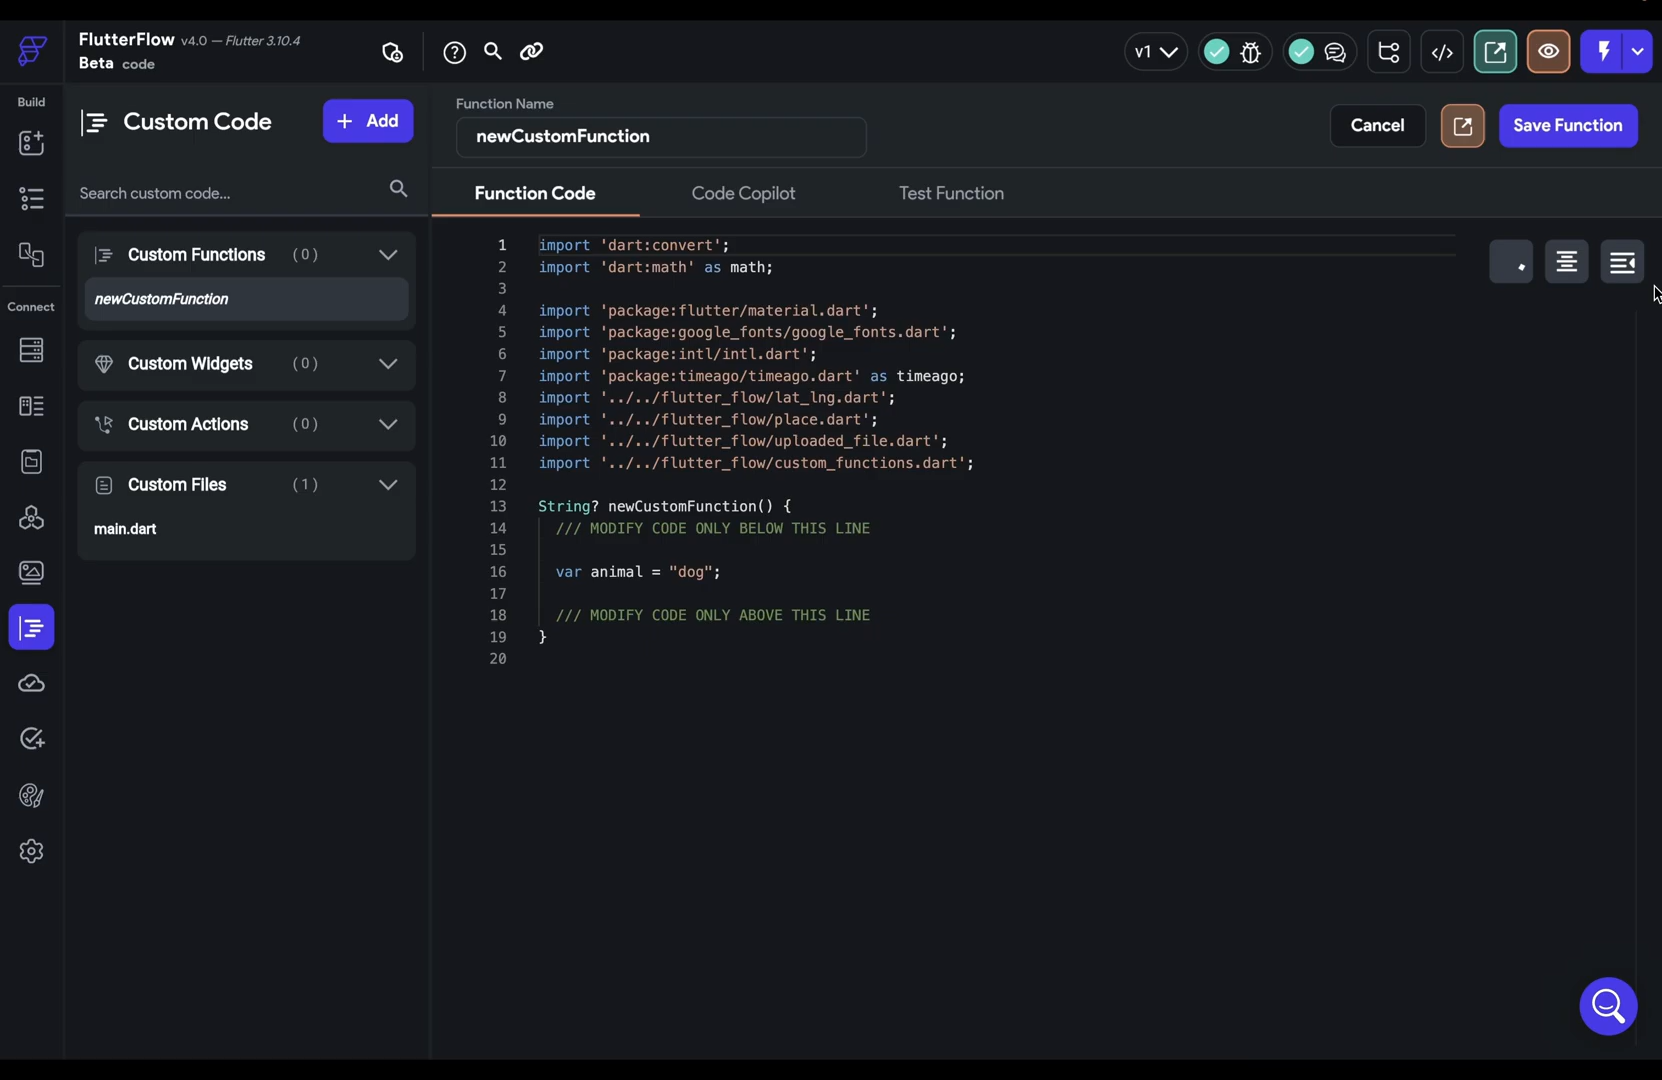 FlutterFlow v4.0 — Flutter 3.10.4
Beta code
v1
Build
Connect
Custom Code
+ Add
Search custom code...
Custom Functions (0)
newCustomFunction
Custom Widgets (0)
Custom Actions (0)
Custom Files (1)
main.dart
Function Name
newCustomFunction
Cancel
Save Function
Function Code
Code Copilot
Test Function
1 import 'dart:convert';
2 import 'dart:math' as math;
3
4 import 'package:flutter/material.dart';
5 import 'package:google_fonts/google_fonts.dart';
6 import 'package:intl/intl.dart';
7 import 'package:timeago/timeago.dart' as timeago;
8 import '../../flutter_flow/lat_lng.dart';
9 import '../../flutter_flow/place.dart';
10 import '../../flutter_flow/uploaded_file.dart';
11 import '../../flutter_flow/custom_functions.dart';
12
13 String? newCustomFunction() {
14 /// MODIFY CODE ONLY BELOW THIS LINE
15
16 var animal = "dog";
17
18 /// MODIFY CODE ONLY ABOVE THIS LINE
19 }
20